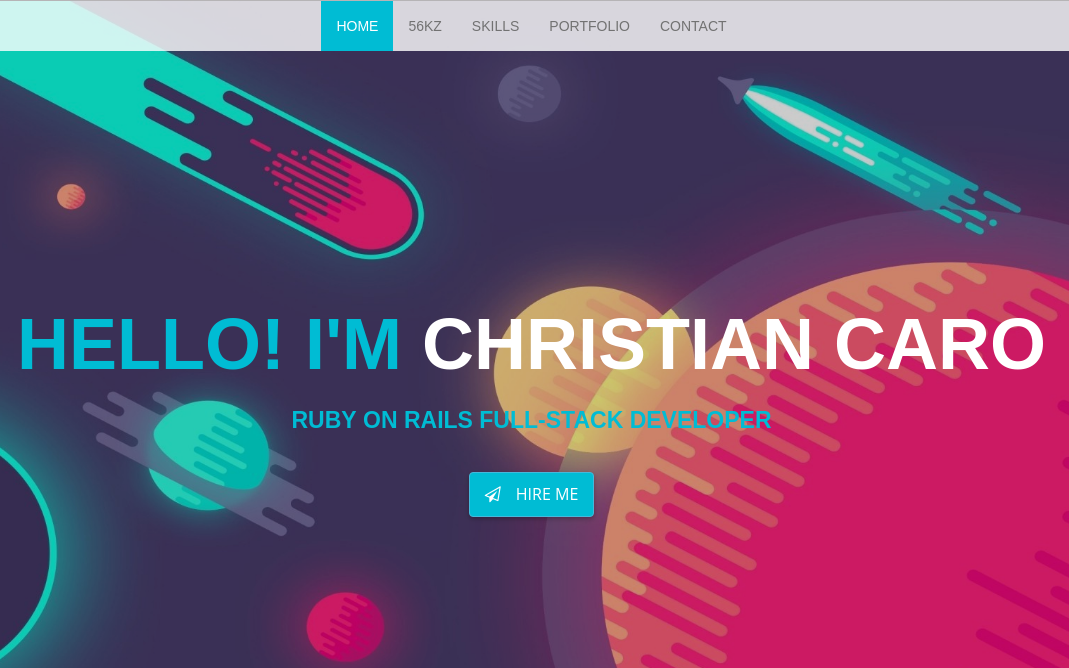 HOME 56KZ SKILLS PORTFOLIO CONTACT
HELLO! I'M CHRISTIAN CARO
RUBY ON RAILS FULL-STACK DEVELOPER
HIRE ME